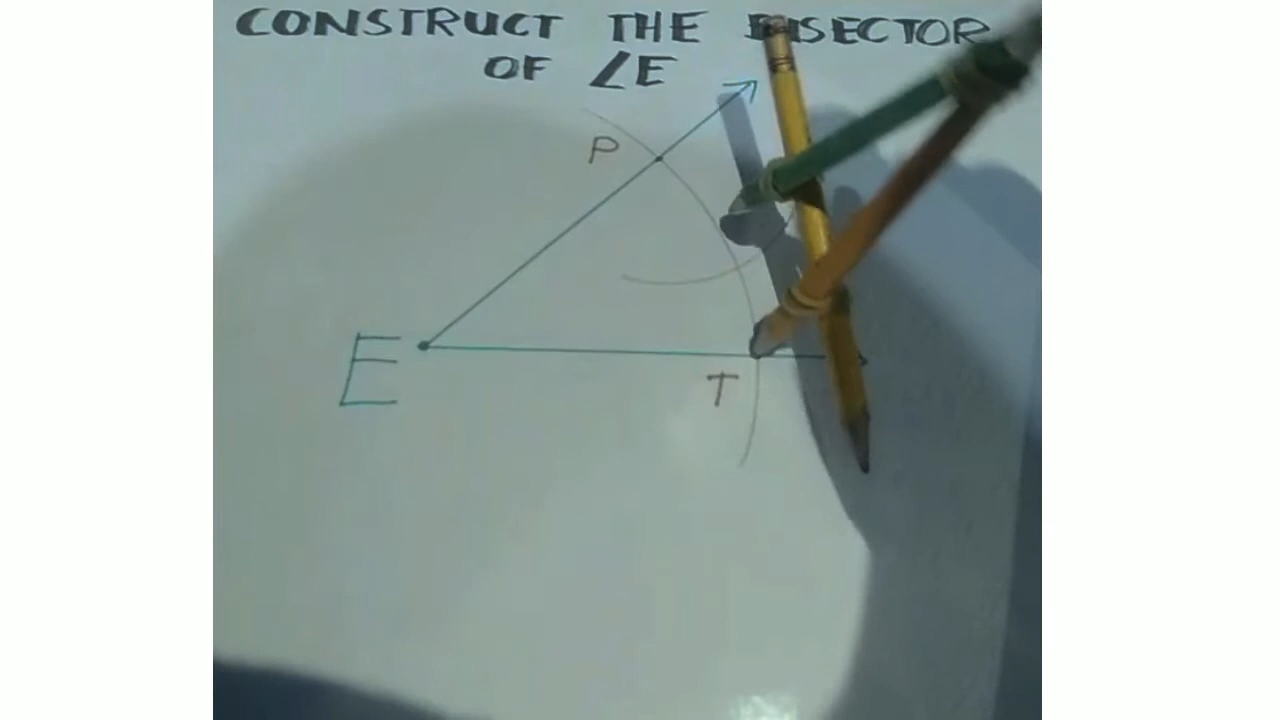 CONSTRUCT THE BISECTOR
OF ∠E
P
E
T